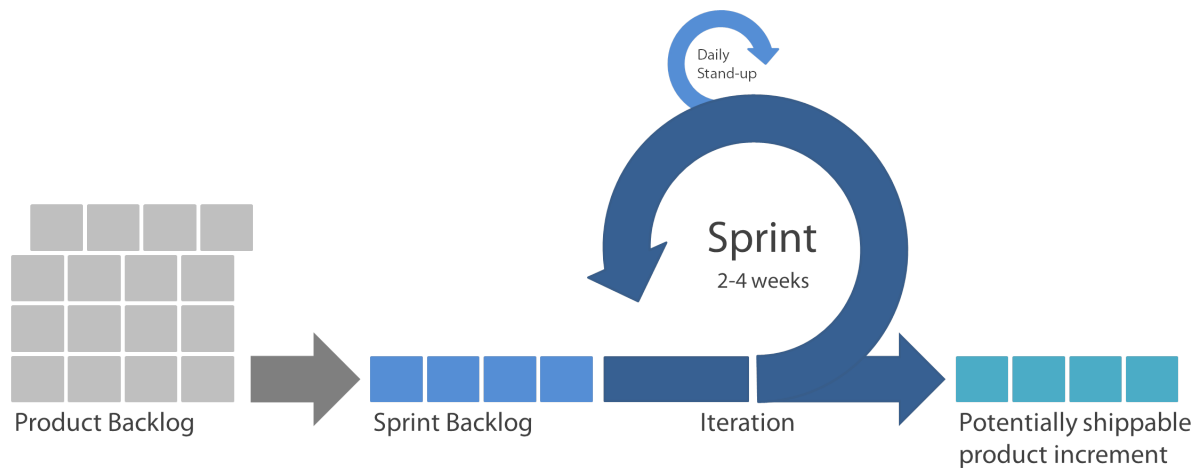 Daily
Stand-up
Sprint
2-4 weeks
Product Backlog
Sprint Backlog
Iteration
Potentially shippable
product increment